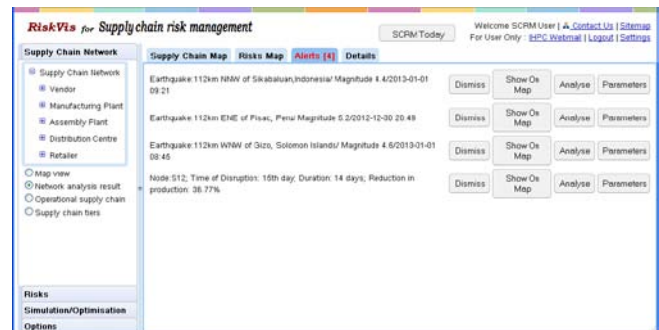 RiskVis for Supply chain risk management
SCRM Today
Welcome SCRM User | Contact Us | Sitemap
For User Only : IHPC Webmail | Logout | Settings
Supply Chain Network
Supply Chain Map Risks Map Alerts [4] Details
Supply Chain Network
Vendor
Manufacturing Plant
Assembly Plant
Distribution Centre
Retailer
Map view
Network analysis result
Operational supply chain
Supply chain tiers
Risks
Simulation/Optimisation
Options
Earthquake:112km NNW of Sikabaluan,Indonesia/ Magnitude 4.4/2013-01-01
09:21
Dismiss Show On Map Analyse Parameters
Earthquake:112km ENE of Pisac, Peru/ Magnitude 5.2/2012-12-30 20:49
Dismiss Show On Map Analyse Parameters
Earthquake:112km WNW of Gizo, Solomon Islands/ Magnitude 4.6/2013-01-01
08:45
Dismiss Show On Map Analyse Parameters
Node:S12; Time of Disruption: 15th day; Duration: 14 days; Reduction in
production: 38.77%
Dismiss Show On Map Analyse Parameters